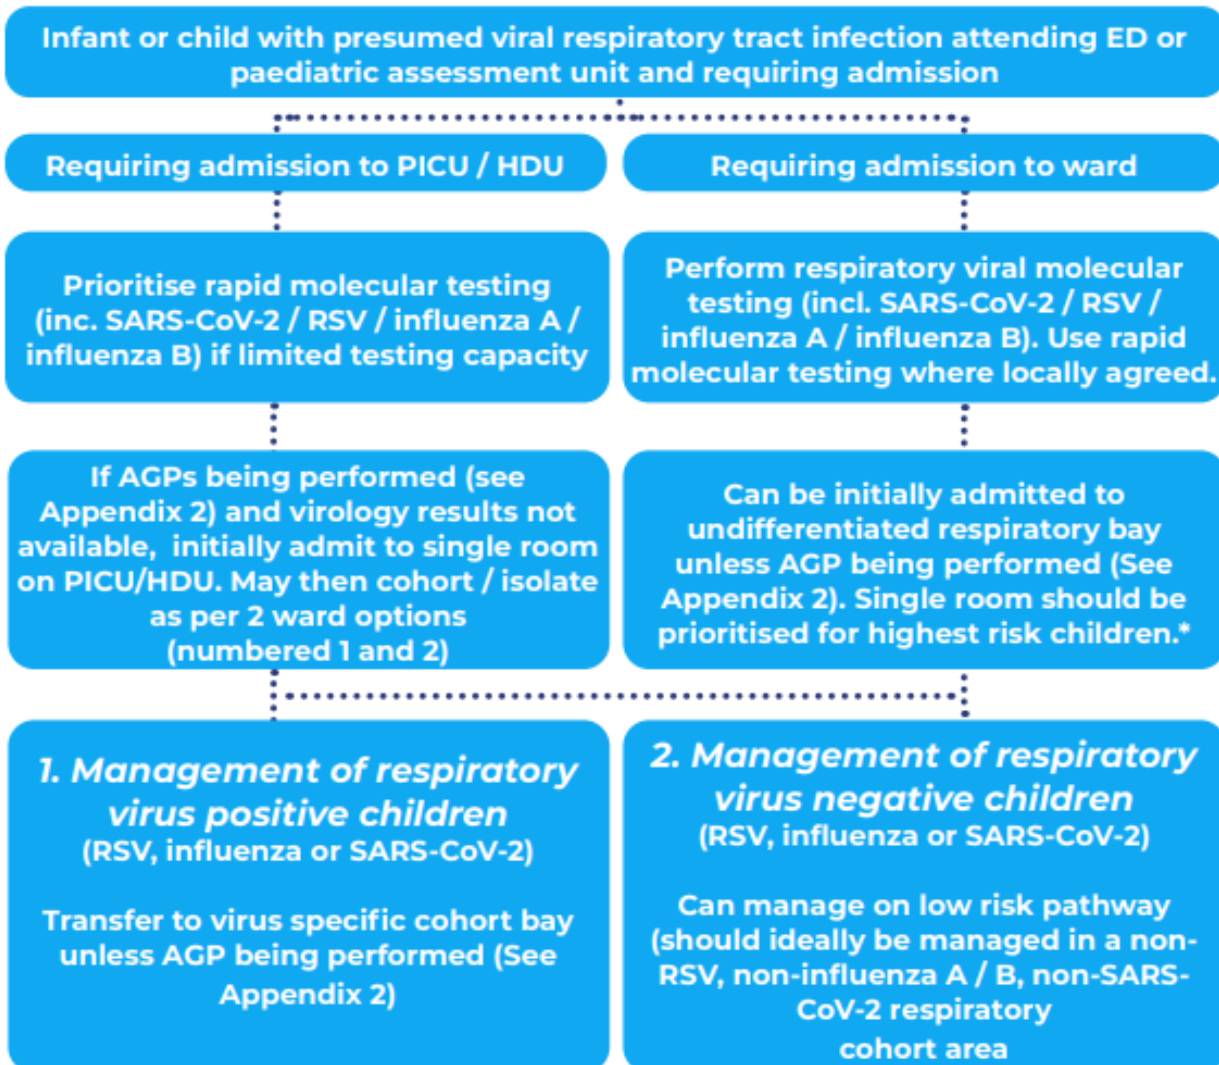 Infant or child with presumed viral respiratory tract infection attending ED or
paediatric assessment unit and requiring admission
Requiring admission to PICU / HDU
Requiring admission to ward
Prioritise rapid molecular testing
(inc. SARS-CoV-2 / RSV / influenza A /
influenza B) if limited testing capacity
Perform respiratory viral molecular
testing (incl. SARS-CoV-2 / RSV /
influenza A / influenza B). Use rapid
molecular testing where locally agreed.
If AGPs being performed (see
Appendix 2) and virology results not
available, initially admit to single room
on PICU/HDU. May then cohort / isolate
as per 2 ward options
(numbered 1 and 2)
Can be initially admitted to
undifferentiated respiratory bay
unless AGP being performed (See
Appendix 2). Single room should be
prioritised for highest risk children.*
1. Management of respiratory
virus positive children
(RSV, influenza or SARS-CoV-2)
Transfer to virus specific cohort bay
unless AGP being performed (See
Appendix 2)
2. Management of respiratory
virus negative children
(RSV, influenza or SARS-CoV-2)
Can manage on low risk pathway
(should ideally be managed in a non-
RSV, non-influenza A / B, non-SARS-
CoV-2 respiratory
cohort area